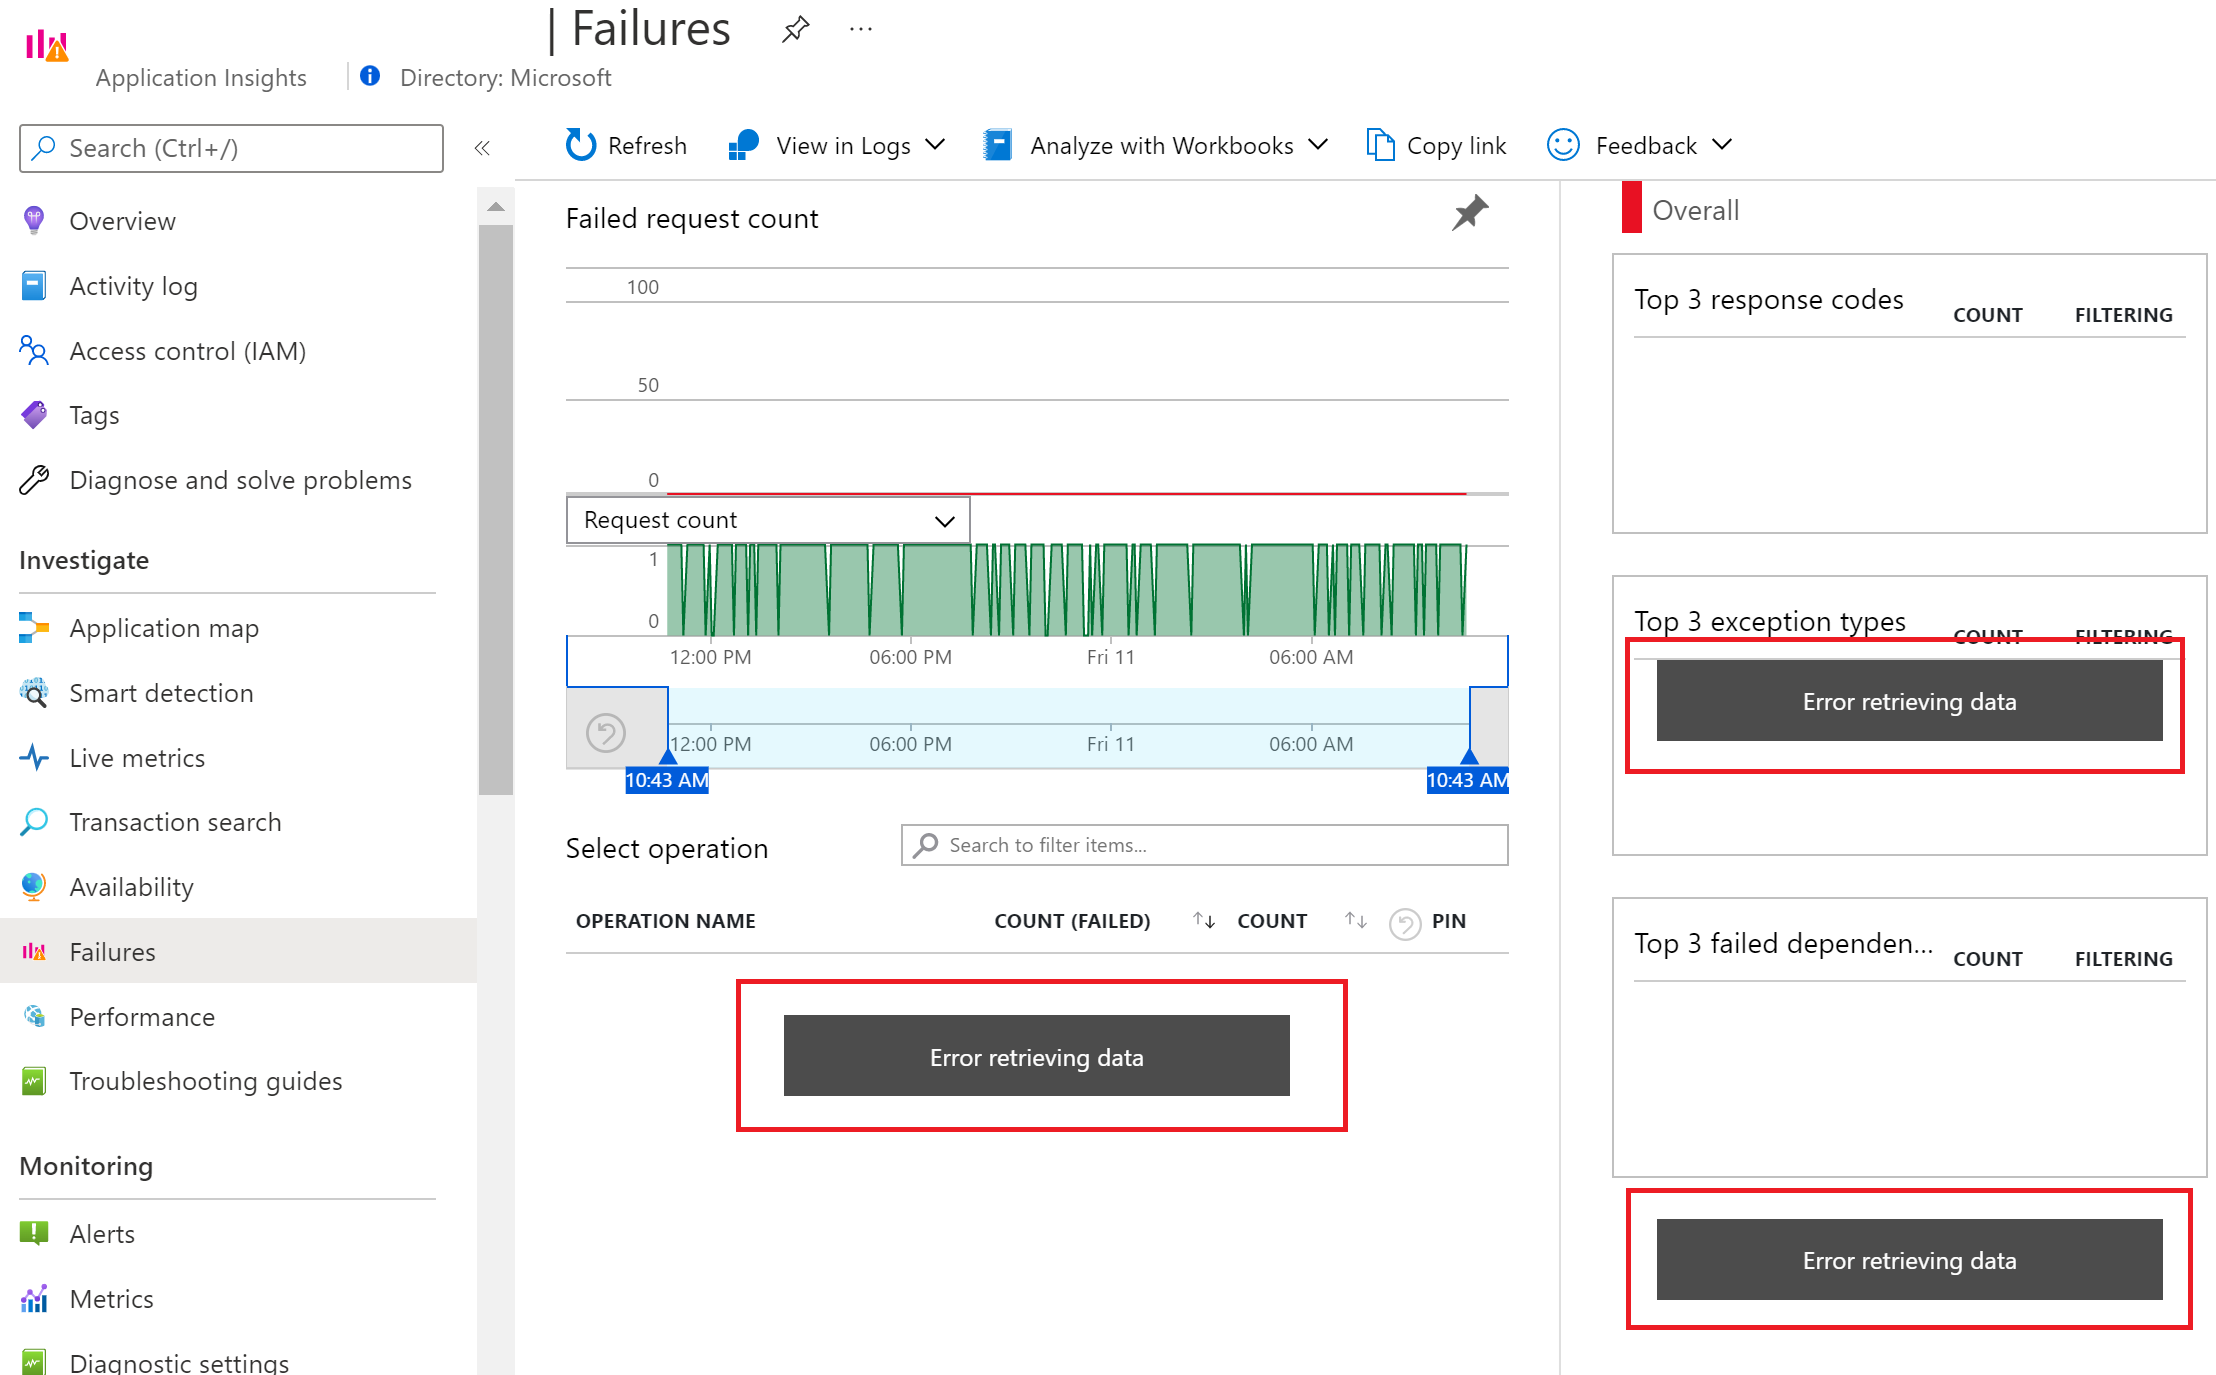 | Failures
Application Insights
Directory: Microsoft
Search (Ctrl+/)
Refresh
View in Logs
Analyze with Workbooks
Copy link
Feedback
Overview
Activity log
Access control (IAM)
Tags
Diagnose and solve problems
Investigate
Application map
Smart detection
Live metrics
Transaction search
Availability
Failures
Performance
Troubleshooting guides
Monitoring
Alerts
Metrics
Diagnostic settings
Failed request count
100
50
0
Request count
1
0
12:00 PM 06:00 PM Fri 11 06:00 AM
12:00 PM 06:00 PM Fri 11 06:00 AM
10:43 AM 10:43 AM
Select operation
Search to filter items...
OPERATION NAME COUNT (FAILED) COUNT PIN
Error retrieving data
Overall
Top 3 response codes COUNT FILTERING
Top 3 exception types COUNT FILTERING
Error retrieving data
Top 3 failed dependen... COUNT FILTERING
Error retrieving data